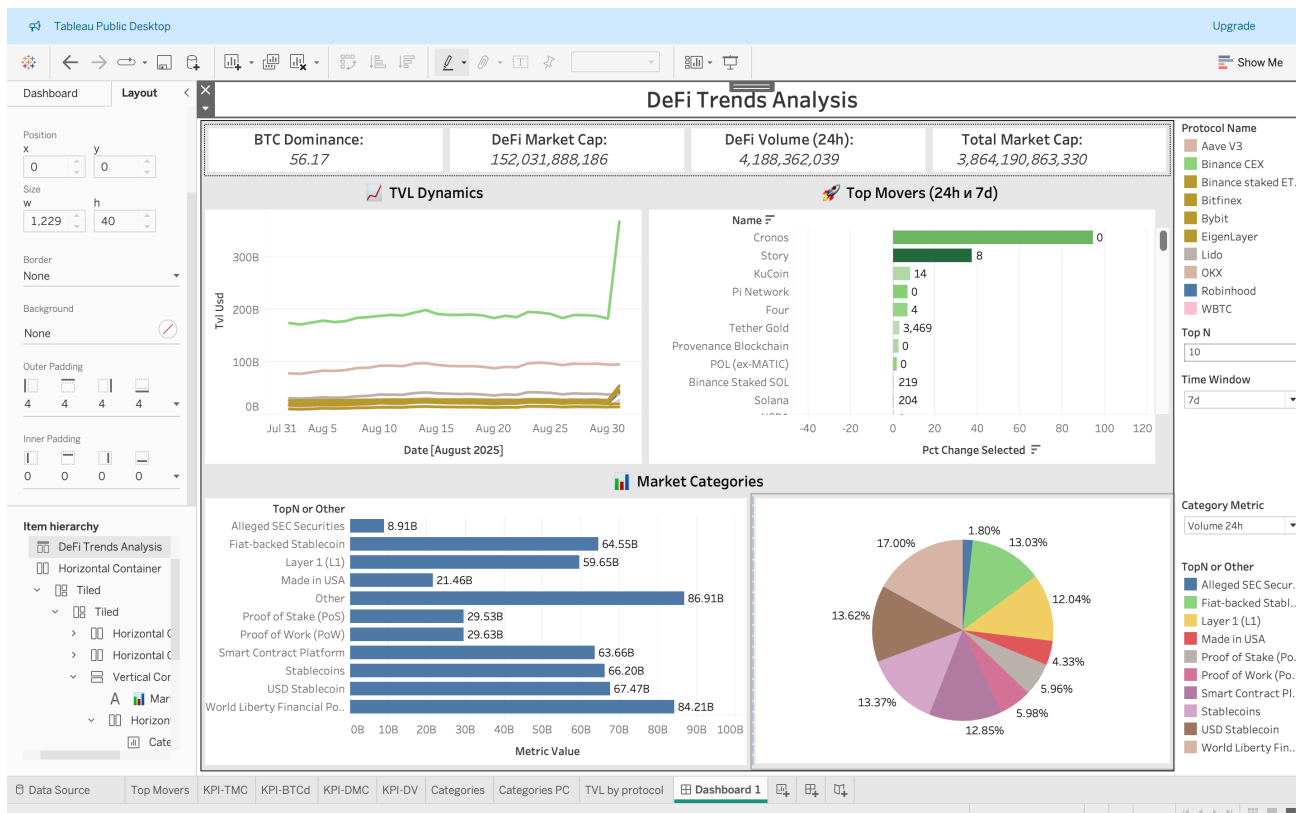 Tableau Public Desktop
Upgrade
Show Me
Dashboard
Layout
Position
x
y
0
0
Size
w
h
1,229
40
Border
None
Background
None
Outer Padding
4
4
4
4
Inner Padding
0
0
0
0
Item hierarchy
DeFi Trends Analysis
Horizontal Container
Tiled
Tiled
Horizontal C
Horizontal C
Vertical Cor
A
Mar
Horizon
Cate
DeFi Trends Analysis
BTC Dominance:
56.17
DeFi Market Cap:
152,031,888,186
DeFi Volume (24h):
4,188,362,039
Total Market Cap:
3,864,190,863,330
TVL Dynamics
Tvl Usd
300B
200B
100B
0B
Jul 31
Aug 5
Aug 10
Aug 15
Aug 20
Aug 25
Aug 30
Date [August 2025]
Top Movers (24h и 7d)
Name
Cronos
0
Story
8
KuCoin
14
Pi Network
0
Four
4
Tether Gold
3,469
Provenance Blockchain
0
POL (ex-MATIC)
0
Binance Staked SOL
219
Solana
204
-40
-20
0
20
40
60
80
100
120
Pct Change Selected
Market Categories
TopN or Other
Alleged SEC Securities
8.91B
Fiat-backed Stablecoin
64.55B
Layer 1 (L1)
59.65B
Made in USA
21.46B
Other
86.91B
Proof of Stake (PoS)
29.53B
Proof of Work (PoW)
29.63B
Smart Contract Platform
63.66B
Stablecoins
66.20B
USD Stablecoin
67.47B
World Liberty Financial Po..
84.21B
0B
10B
20B
30B
40B
50B
60B
70B
80B
90B
100B
Metric Value
1.80%
13.03%
12.04%
4.33%
5.96%
5.98%
12.85%
13.37%
13.62%
17.00%
Protocol Name
Aave V3
Binance CEX
Binance staked ET.
Bitfinex
Bybit
EigenLayer
Lido
OKX
Robinhood
WBTC
Top N
10
Time Window
7d
Category Metric
Volume 24h
TopN or Other
Alleged SEC Secur.
Fiat-backed Stabl..
Layer 1 (L1)
Made in USA
Proof of Stake (Po.
Proof of Work (Po.
Smart Contract Pl.
Stablecoins
USD Stablecoin
World Liberty Fin..
Data Source
Top Movers
KPI-TMC
KPI-BTCd
KPI-DMC
KPI-DV
Categories
Categories PC
TVL by protocol
Dashboard 1